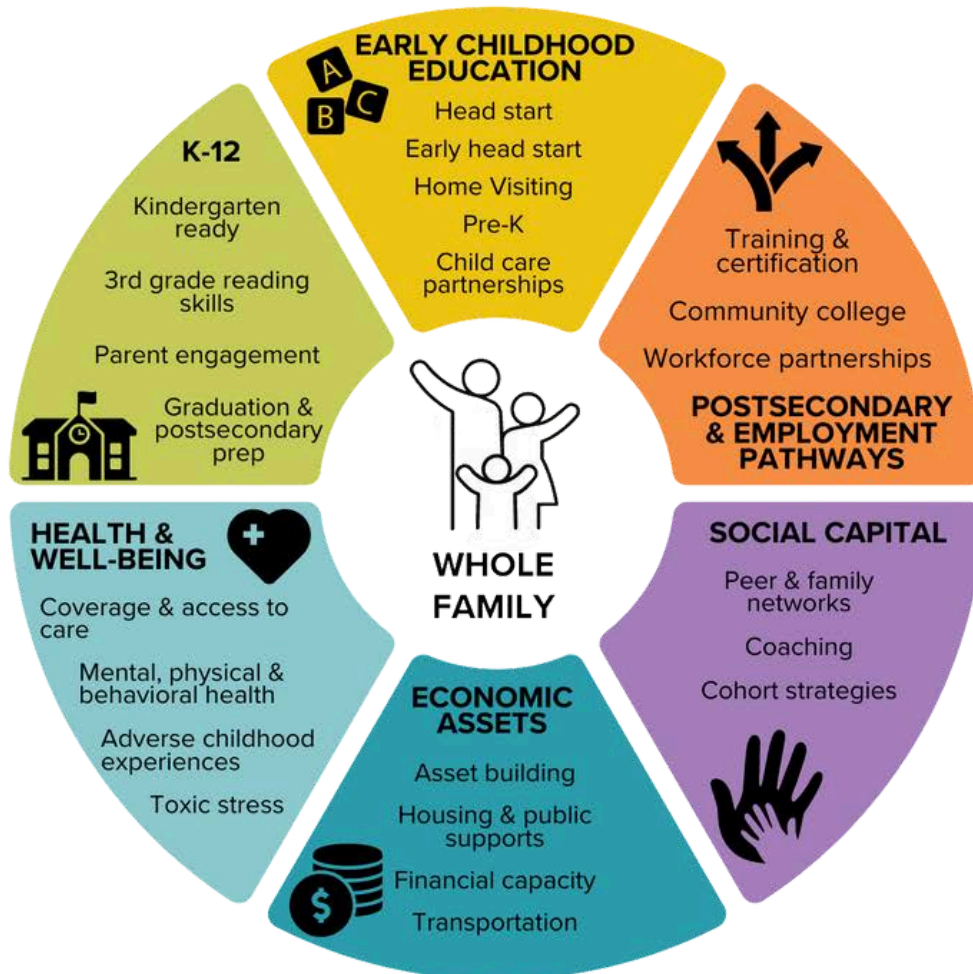 EARLY CHILDHOOD
EDUCATION
A
B
C
Head start
Early head start
Home Visiting
Pre-K
Child care
partnerships
Training &
certification
Community college
Workforce partnerships
POSTSECONDARY
& EMPLOYMENT
PATHWAYS
SOCIAL CAPITAL
Peer & family
networks
Coaching
Cohort strategies
ECONOMIC
ASSETS
Asset building
Housing & public
supports
Financial capacity
Transportation
$
HEALTH &
WELL-BEING
Coverage & access to
care
Mental, physical &
behavioral health
Adverse childhood
experiences
Toxic stress
K-12
Kindergarten
ready
3rd grade reading
skills
Parent engagement
Graduation &
postsecondary
prep
WHOLE
FAMILY